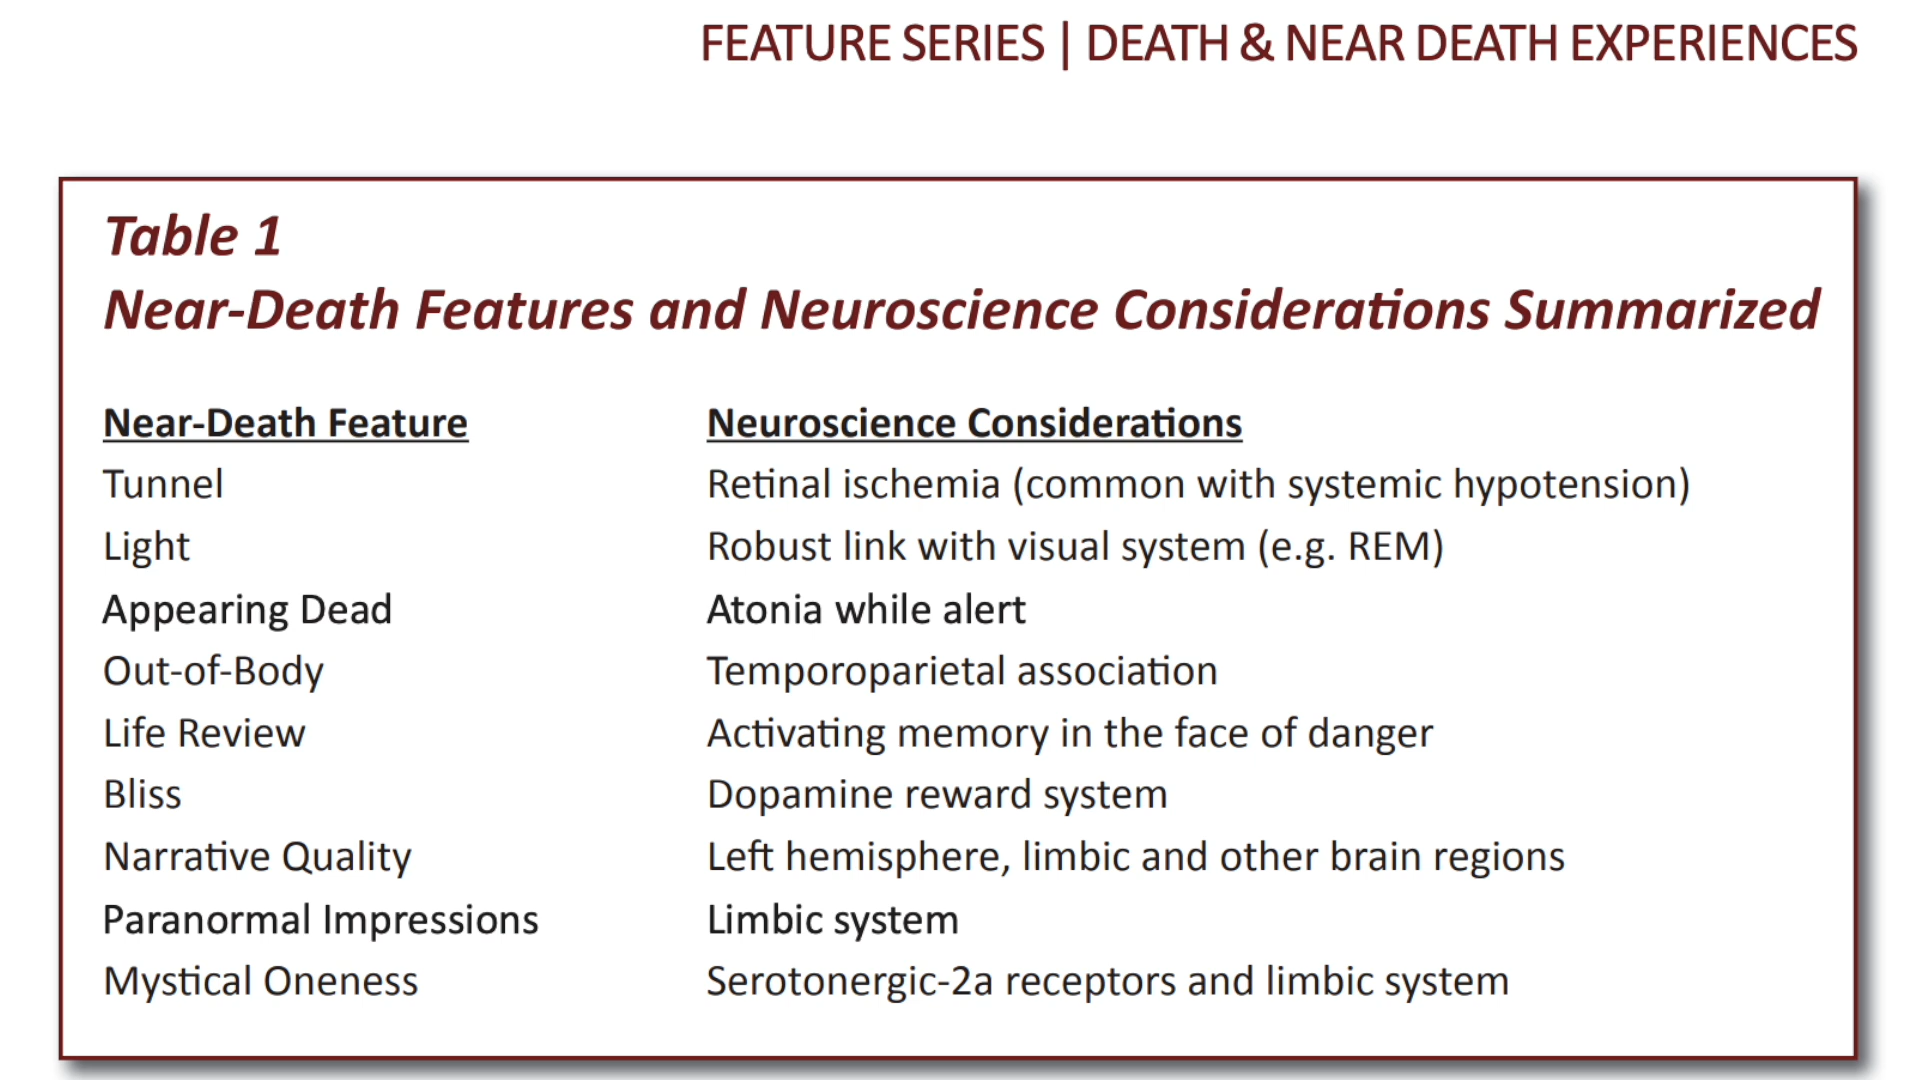 FEATURE SERIES | DEATH & NEAR DEATH EXPERIENCES
Table 1
Near-Death Features and Neuroscience Considerations Summarized
Near-Death Feature Neuroscience Considerations
Tunnel Retinal ischemia (common with systemic hypotension)
Light Robust link with visual system (e.g. REM)
Appearing Dead Atonia while alert
Out-of-Body Temporoparietal association
Life Review Activating memory in the face of danger
Bliss Dopamine reward system
Narrative Quality Left hemisphere, limbic and other brain regions
Paranormal Impressions Limbic system
Mystical Oneness Serotonergic-2a receptors and limbic system